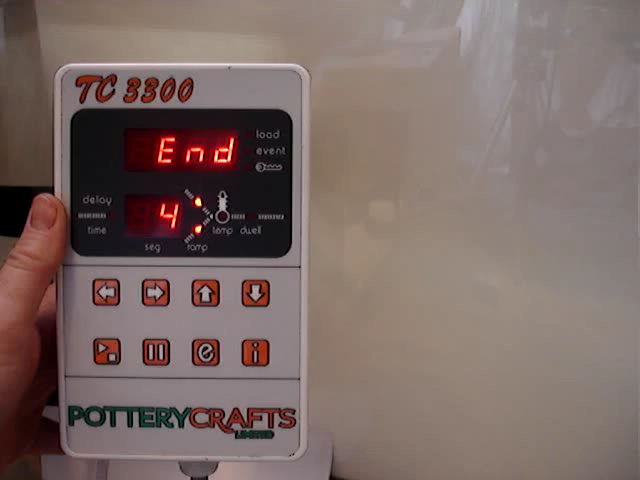 TC 3300
load
End
event
delay
4
time
temp dwell
seg
ramp
e
i
POTTERYCRAFTS
LIMITED